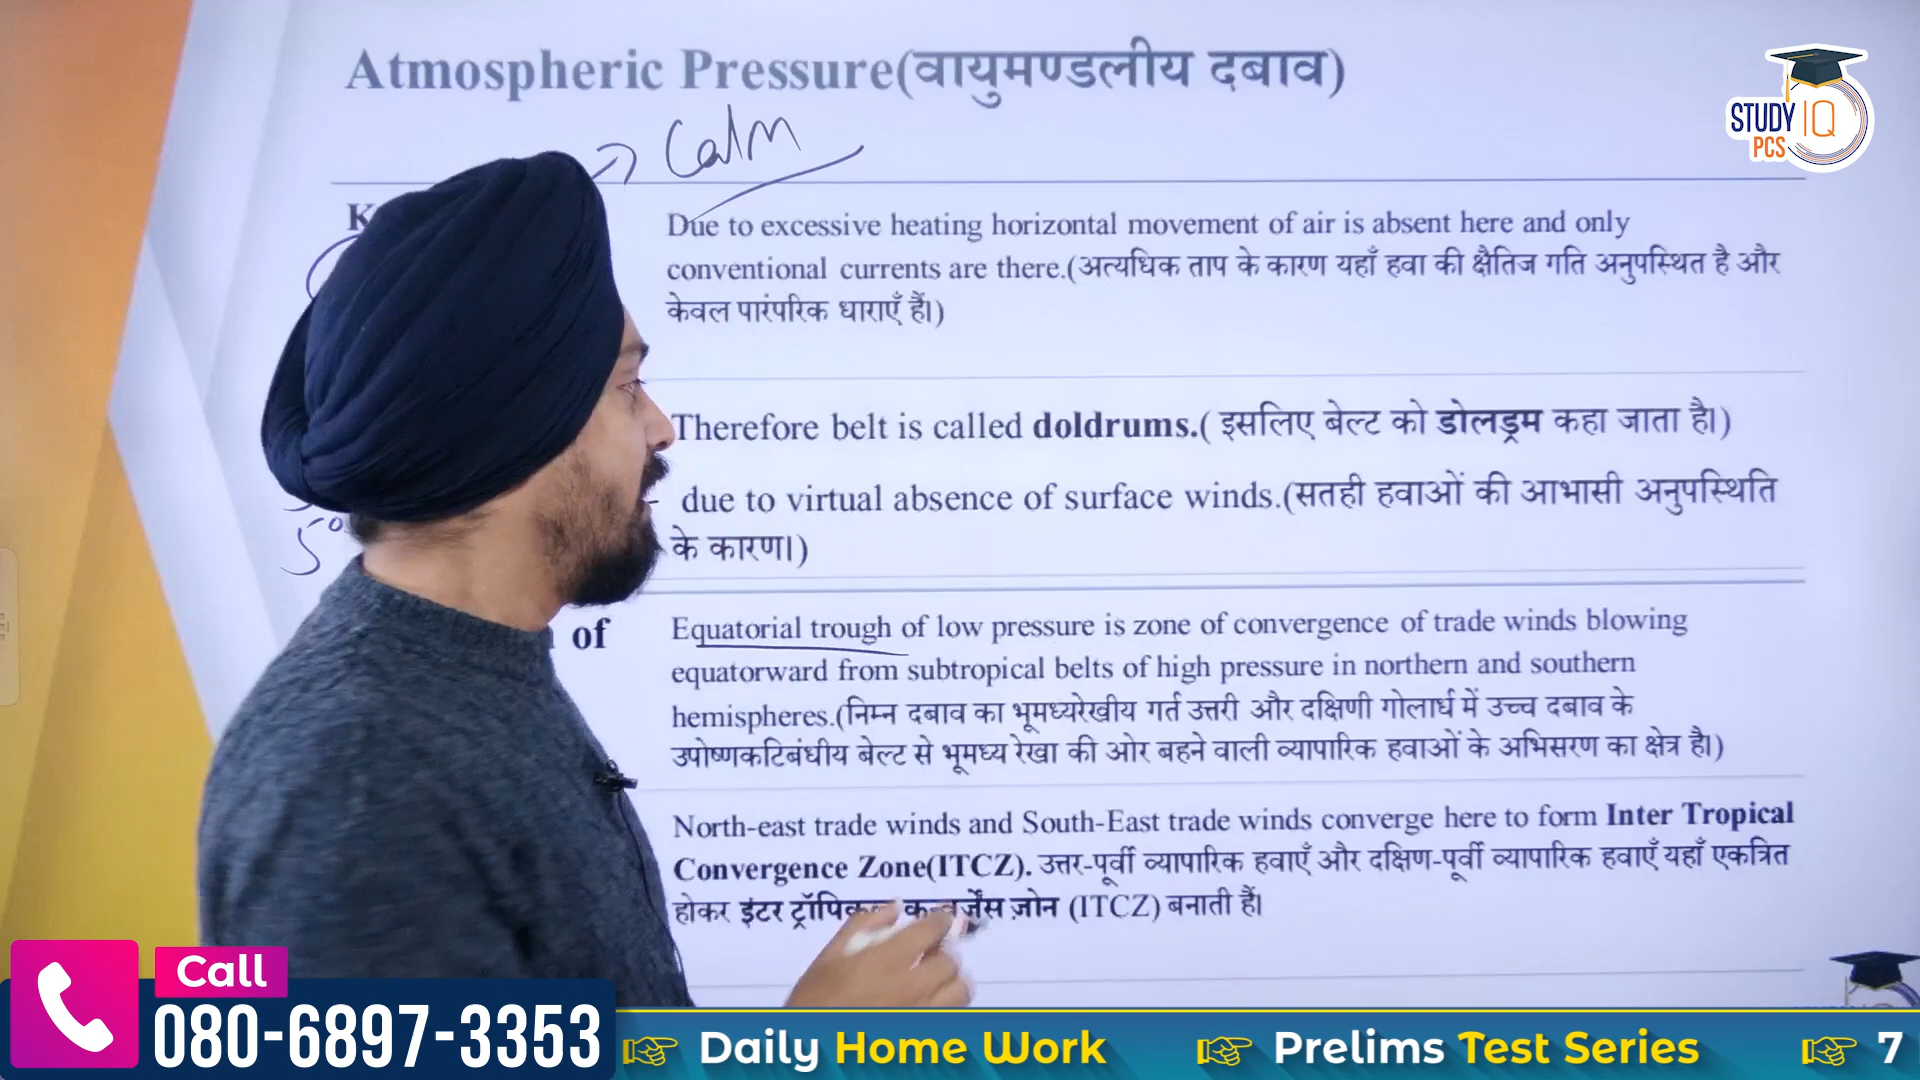 Atmospheric Pressure(वायुमण्डलीय दबाव)
STUDY IQ
PCS
Calm
K
Due to excessive heating horizontal movement of air is absent here and only
conventional currents are there.(अत्यधिक ताप के कारण यहाँ हवा की क्षैतिज गति अनुपस्थित है और
केवल पारंपरिक धाराएँ हैं।)
Therefore belt is called doldrums.( इसलिए बेल्ट को डोलड्रम कहा जाता है।)
due to virtual absence of surface winds.(सतही हवाओं की आभासी अनुपस्थिति
के कारण।)
5°
of
Equatorial trough of low pressure is zone of convergence of trade winds blowing
equatorward from subtropical belts of high pressure in northern and southern
hemispheres.(निम्न दबाव का भूमध्यरेखीय गर्त उत्तरी और दक्षिणी गोलार्ध में उच्च दबाव के
उपोष्णकटिबंधीय बेल्ट से भूमध्य रेखा की ओर बहने वाली व्यापारिक हवाओं के अभिसरण का क्षेत्र है।)
North-east trade winds and South-East trade winds converge here to form Inter Tropical
Convergence Zone(ITCZ). उत्तर-पूर्वी व्यापारिक हवाएँ और दक्षिण-पूर्वी व्यापारिक हवाएँ यहाँ एकत्रित
होकर इंटर ट्रॉपिकल कन्वर्जेंस ज़ोन (ITCZ) बनाती हैं।
Call
080-6897-3353
Daily Home Work Prelims Test Series 7